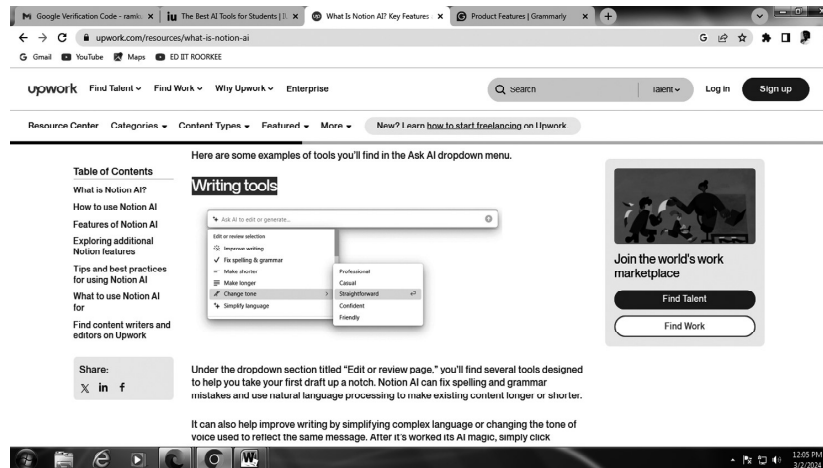 Google Verification Code - ramk
The Best AI Tools for Students | 
What Is Notion AI? Key Features
Product Features | Grammarly
upwork.com/resources/what-is-notion-ai
Gmail YouTube Maps ED IIT ROORKEE
upwork Find Talent Find Work Why Upwork Enterprise Search Talent Log In Sign up
Resource Center Categories Content Types Featured More New? Learn how to start freelancing on Upwork
Table of Contents
What is Notion AI?
How to use Notion AI
Features of Notion AI
Exploring additional
Notion features
Tips and best practices
for using Notion AI
What to use Notion AI
for
Find content writers and
editors on Upwork
Share:
X in f
Here are some examples of tools you'll find in the Ask AI dropdown menu.
Writing tools
Ask AI to edit or generate...
Edit or review selection
Improve writing
Fix spelling & grammar
Make shorter
Make longer
Change tone
Simplify language
Professional
Casual
Straightforward
Confident
Friendly
Under the dropdown section titled “Edit or review page.” you'll find several tools designed
to help you take your first draft up a notch. Notion AI can fix spelling and grammar
mistakes and use natural language processing to make existing content longer or shorter.
It can also help improve writing by simplifying complex language or changing the tone of
voice used to reflect the same message. After it's worked its AI magic, simply click
Join the world's work
marketplace
Find Talent
Find Work
12:05 PM
3/2/2024